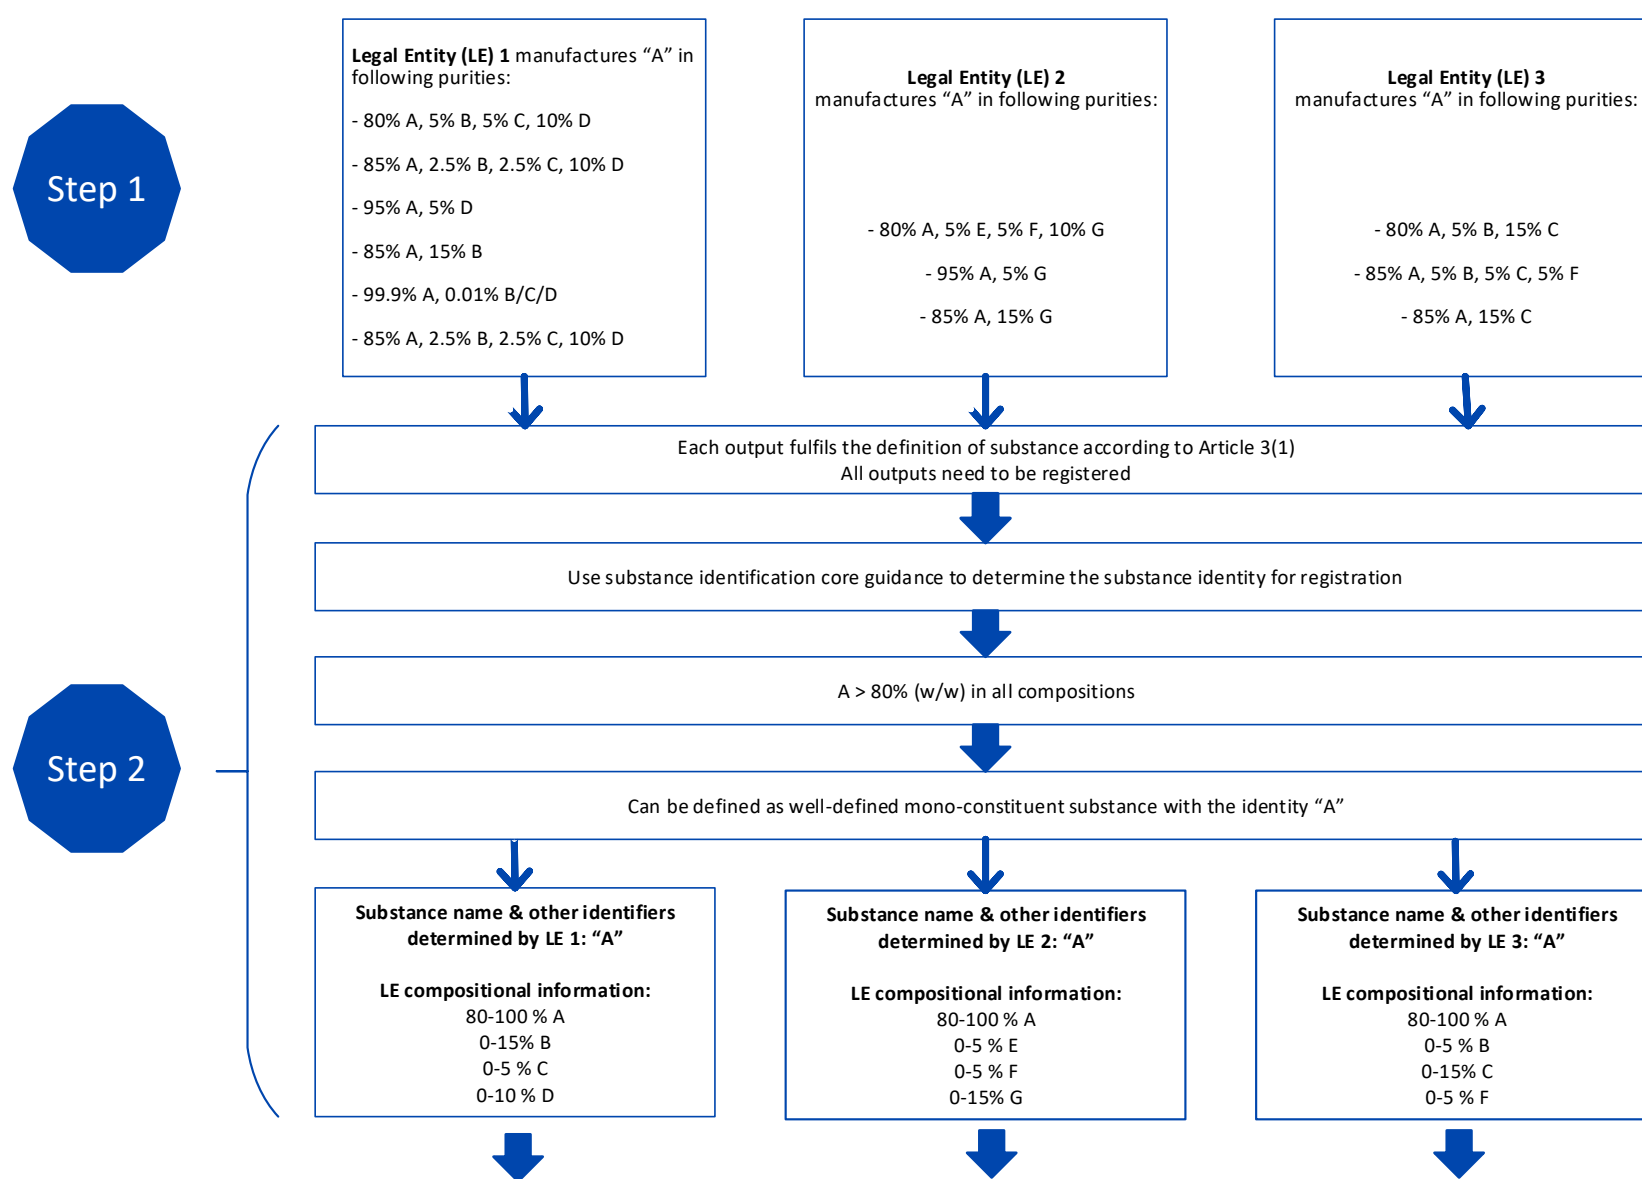 Step 1
Legal Entity (LE) 1 manufactures “A” in
following purities:
- 80% A, 5% B, 5% C, 10% D
- 85% A, 2.5% B, 2.5% C, 10% D
- 95% A, 5% D
- 85% A, 15% B
- 99.9% A, 0.01% B/C/D
- 85% A, 2.5% B, 2.5% C, 10% D
Legal Entity (LE) 2
manufactures “A” in following purities:
- 80% A, 5% E, 5% F, 10% G
- 95% A, 5% G
- 85% A, 15% G
Legal Entity (LE) 3
manufactures “A” in following purities:
- 80% A, 5% B, 15% C
- 85% A, 5% B, 5% C, 5% F
- 85% A, 15% C
Step 2
Each output fulfils the definition of substance according to Article 3(1)
All outputs need to be registered
Use substance identification core guidance to determine the substance identity for registration
A > 80% (w/w) in all compositions
Can be defined as well-defined mono-constituent substance with the identity “A”
Substance name & other identifiers
determined by LE 1: “A”
LE compositional information:
80-100 % A
0-15% B
0-5 % C
0-10 % D
Substance name & other identifiers
determined by LE 2: “A”
LE compositional information:
80-100 % A
0-5 % E
0-5 % F
0-15% G
Substance name & other identifiers
determined by LE 3: “A”
LE compositional information:
80-100 % A
0-5 % B
0-15% C
0-5 % F